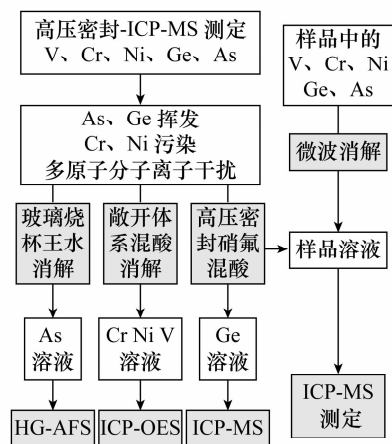 高压密封-ICP-MS 测定
V、Cr、Ni、Ge、As
As、Ge 挥发
Cr、Ni 污染
多原子分子离子干扰
玻璃烧
杯王水
消解
敞开体
系混酸
消解
高压密
封硝氟
混酸
As
溶液
Cr Ni V
溶液
Ge
溶液
HG-AFS
ICP-OES
ICP-MS
样品中的
V、Cr、Ni
Ge、As
微波消解
样品溶液
ICP-MS
测定